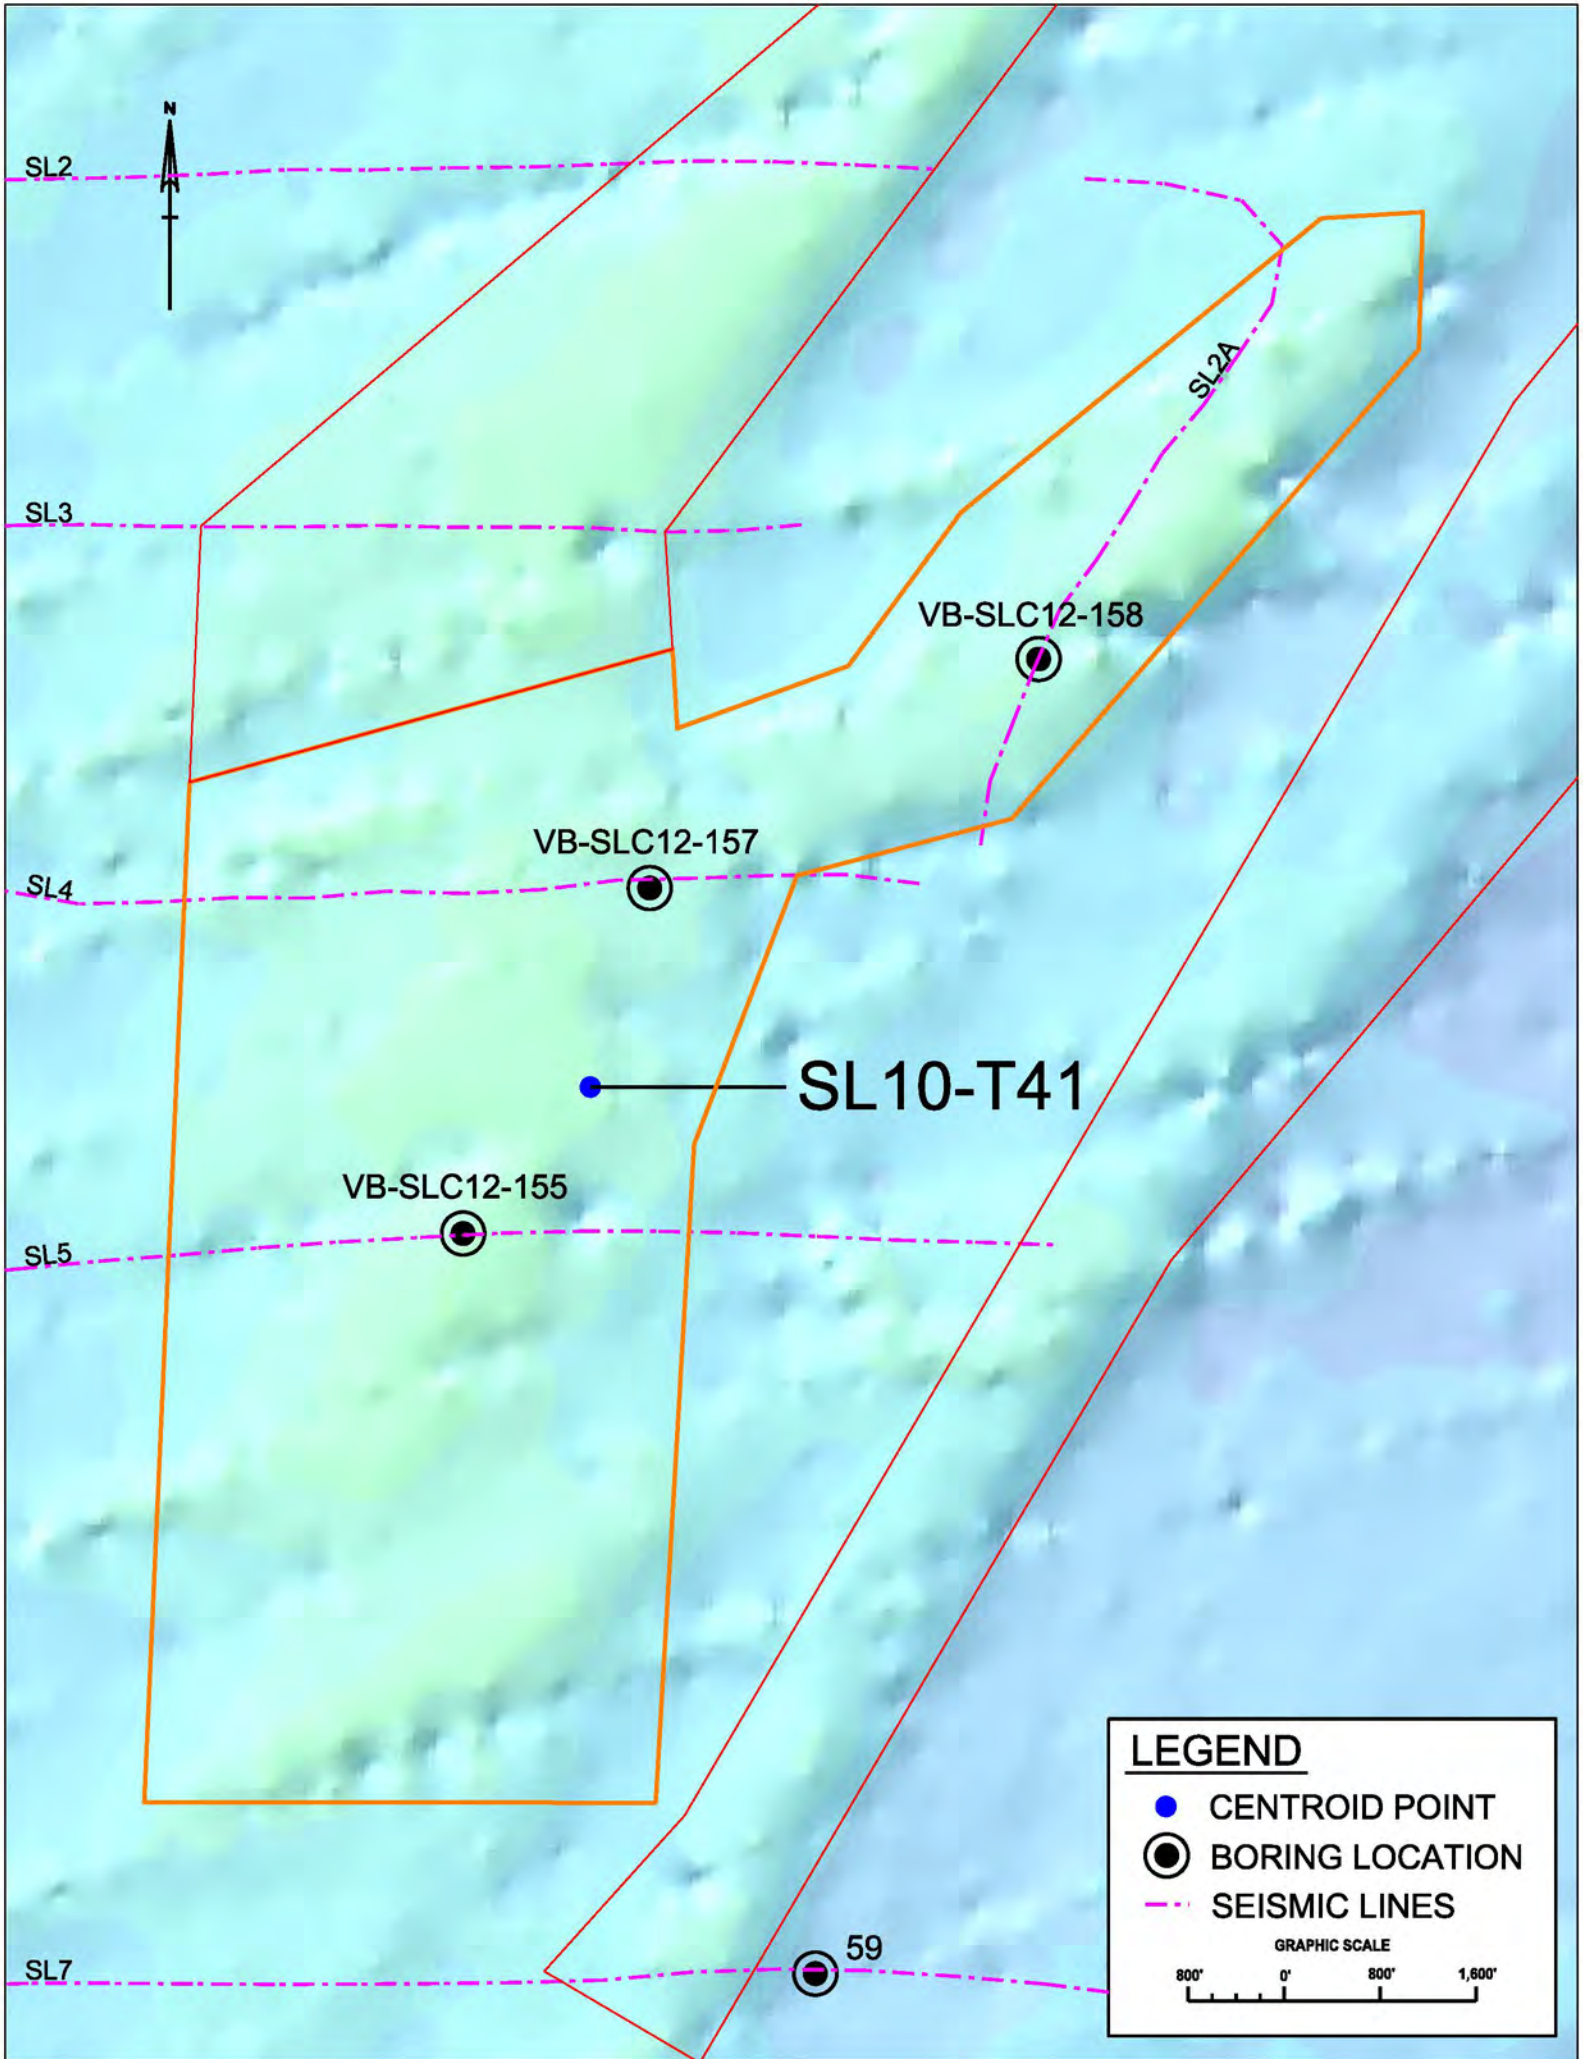 N
SL2
SL2A
SL3
VB-SLC12-158
VB-SLC12-157
SL4
SL10-T41
VB-SLC12-155
SL5
LEGEND
CENTROID POINT
BORING LOCATION
SEISMIC LINES
GRAPHIC SCALE
800' 0' 800' 1,600'
59
SL7